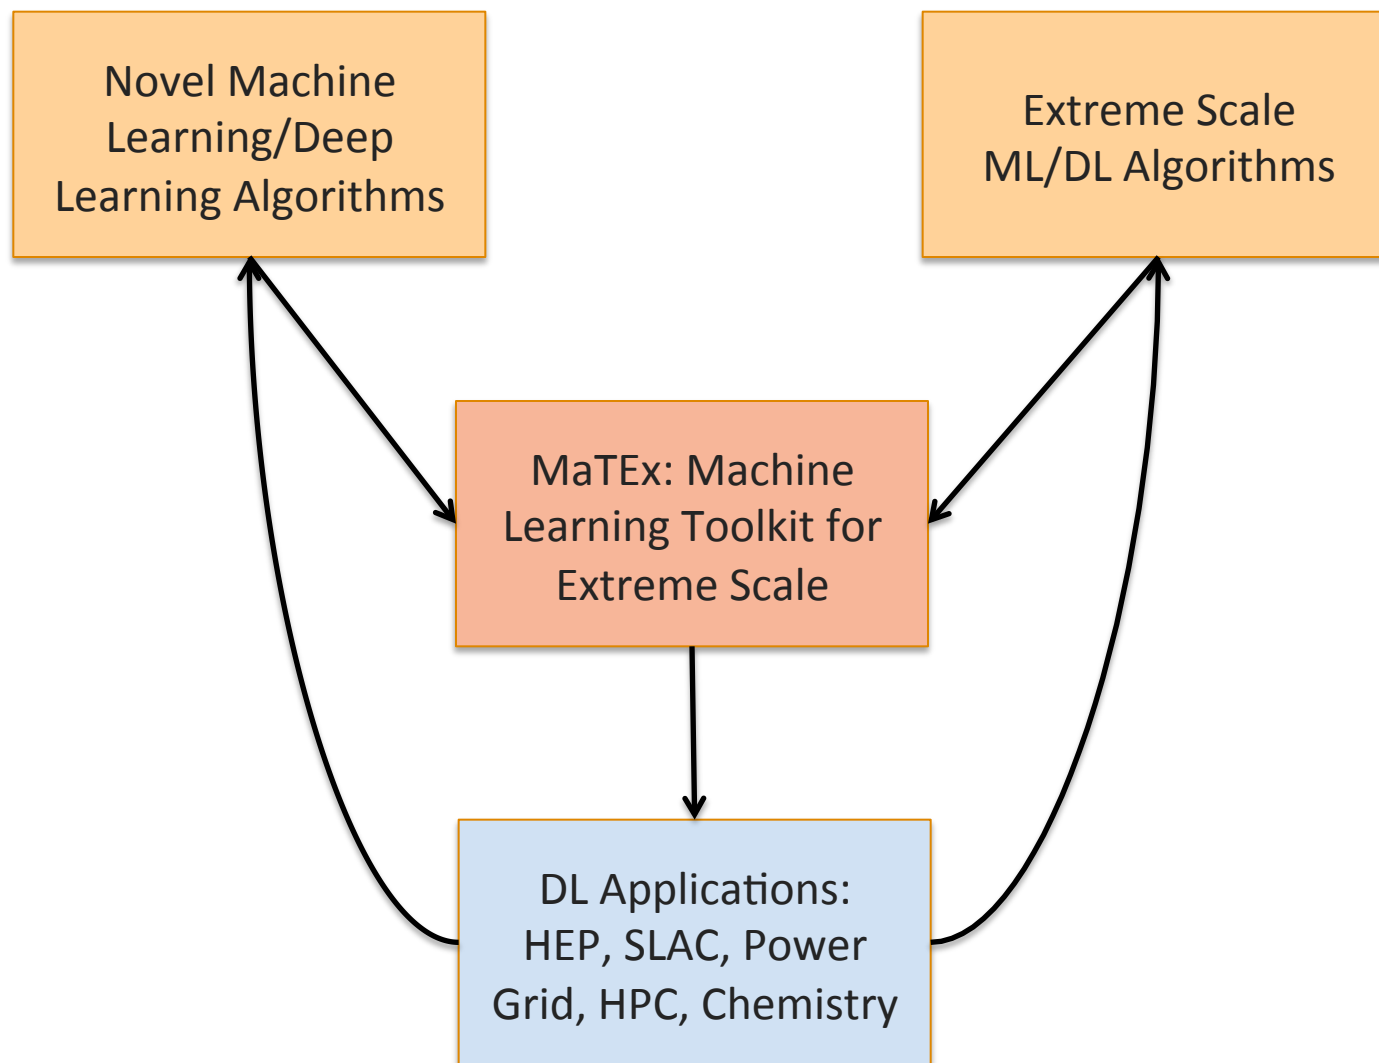 Novel Machine
Learning/Deep
Learning Algorithms
Extreme Scale
ML/DL Algorithms
MaTEx: Machine
Learning Toolkit for
Extreme Scale
DL Applications:
HEP, SLAC, Power
Grid, HPC, Chemistry